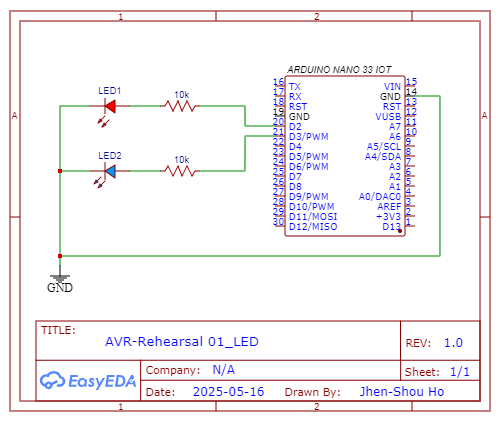 1 2
ARDUINO NANO 33 IOT
16 TX VIN 15
17 RX GND 14
18 RST RST 13
19 GND VUSB 12
20 D2 A7 11
21 D3/PWM A6 10
22 D4 A5/SCL 9
23 D5/PWM A4/SDA 8
24 D6/PWM A3 7
25 D7 A2 6
26 D8 A1 5
27 D9/PWM A0/DAC0 4
28 D10/PWM AREF 3
29 D11/MOSI +3V3 2
30 D12/MISO D13 1
LED1 10k
A A
LED2 10k
GND
TITLE:
AVR-Rehearsal 01_LED
REV: 1.0
EasyEDA
Company: N/A
Sheet: 1/1
Date: 2025-05-16 Drawn By: Jhen-Shou Ho
1 2